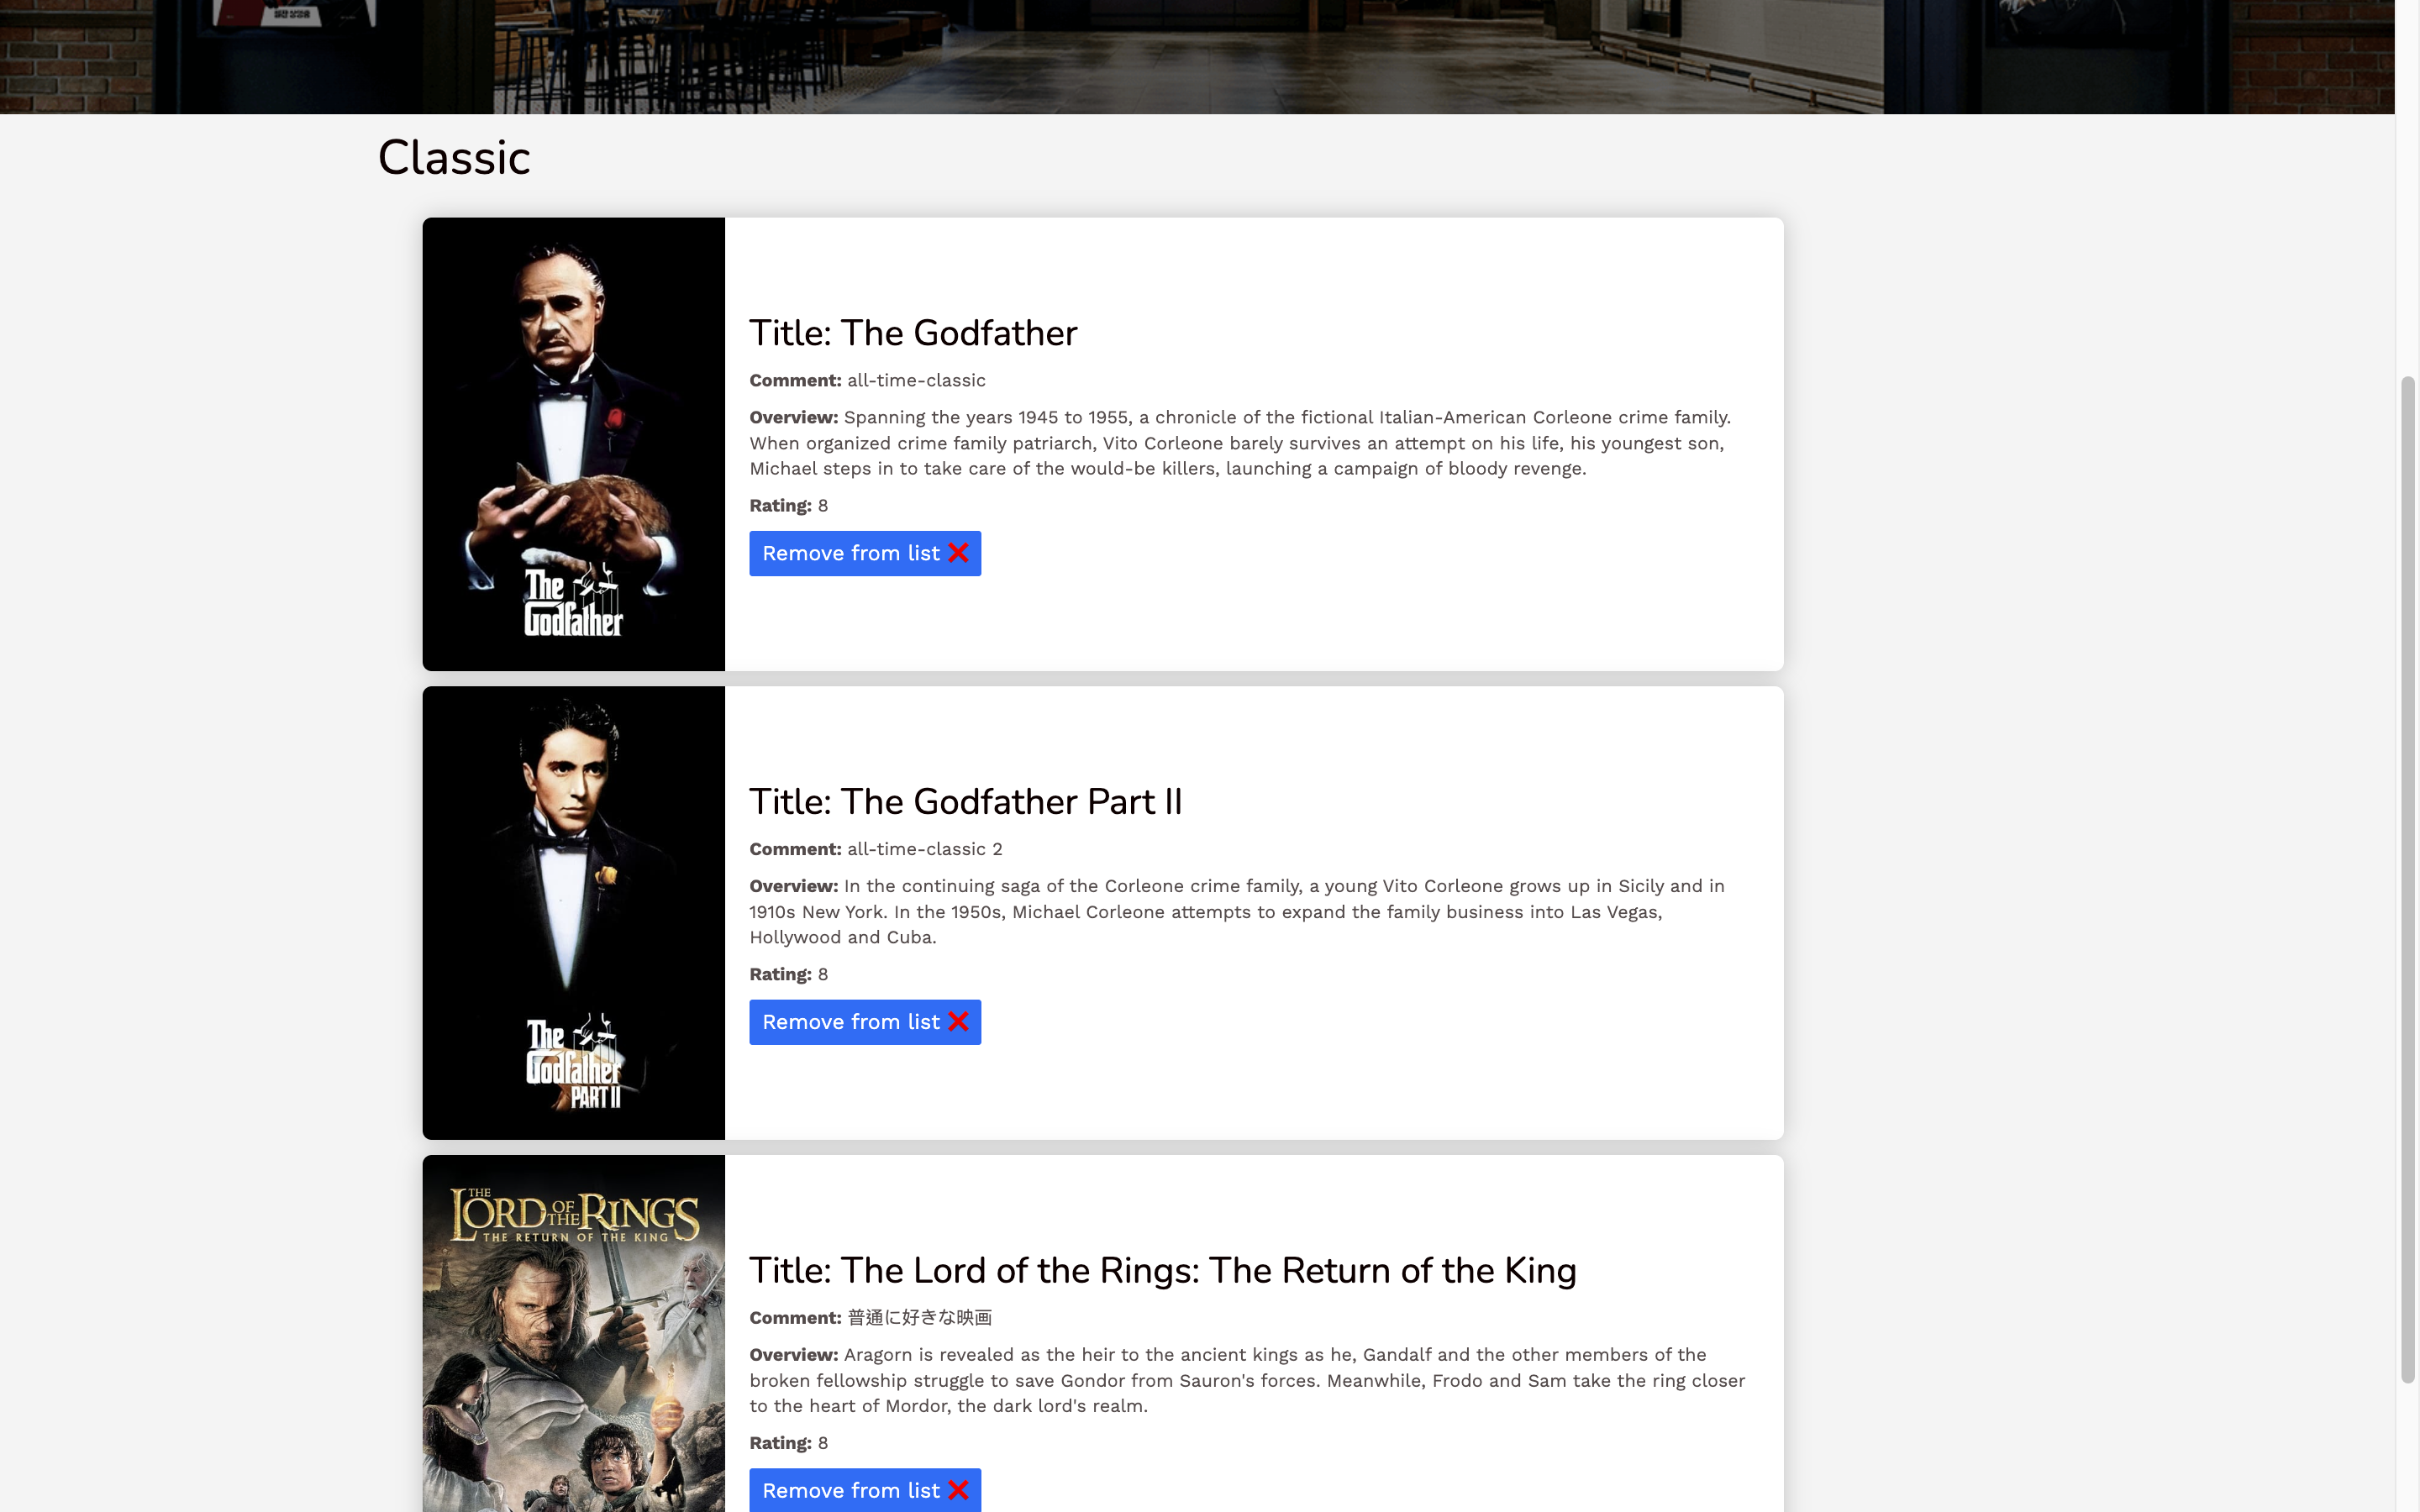 Classic
The
Godfather
Title: The Godfather
Comment: all-time-classic
Overview: Spanning the years 1945 to 1955, a chronicle of the fictional Italian-American Corleone crime family.
When organized crime family patriarch, Vito Corleone barely survives an attempt on his life, his youngest son,
Michael steps in to take care of the would-be killers, launching a campaign of bloody revenge.
Rating: 8
Remove from list ❌
The
Godfather
PART II
Title: The Godfather Part II
Comment: all-time-classic 2
Overview: In the continuing saga of the Corleone crime family, a young Vito Corleone grows up in Sicily and in
1910s New York. In the 1950s, Michael Corleone attempts to expand the family business into Las Vegas,
Hollywood and Cuba.
Rating: 8
Remove from list ❌
THE
LORD OF THE RINGS
THE RETURN OF THE KING
Title: The Lord of the Rings: The Return of the King
Comment: 普通に好きな映画
Overview: Aragorn is revealed as the heir to the ancient kings as he, Gandalf and the other members of the
broken fellowship struggle to save Gondor from Sauron's forces. Meanwhile, Frodo and Sam take the ring closer
to the heart of Mordor, the dark lord's realm.
Rating: 8
Remove from list ❌